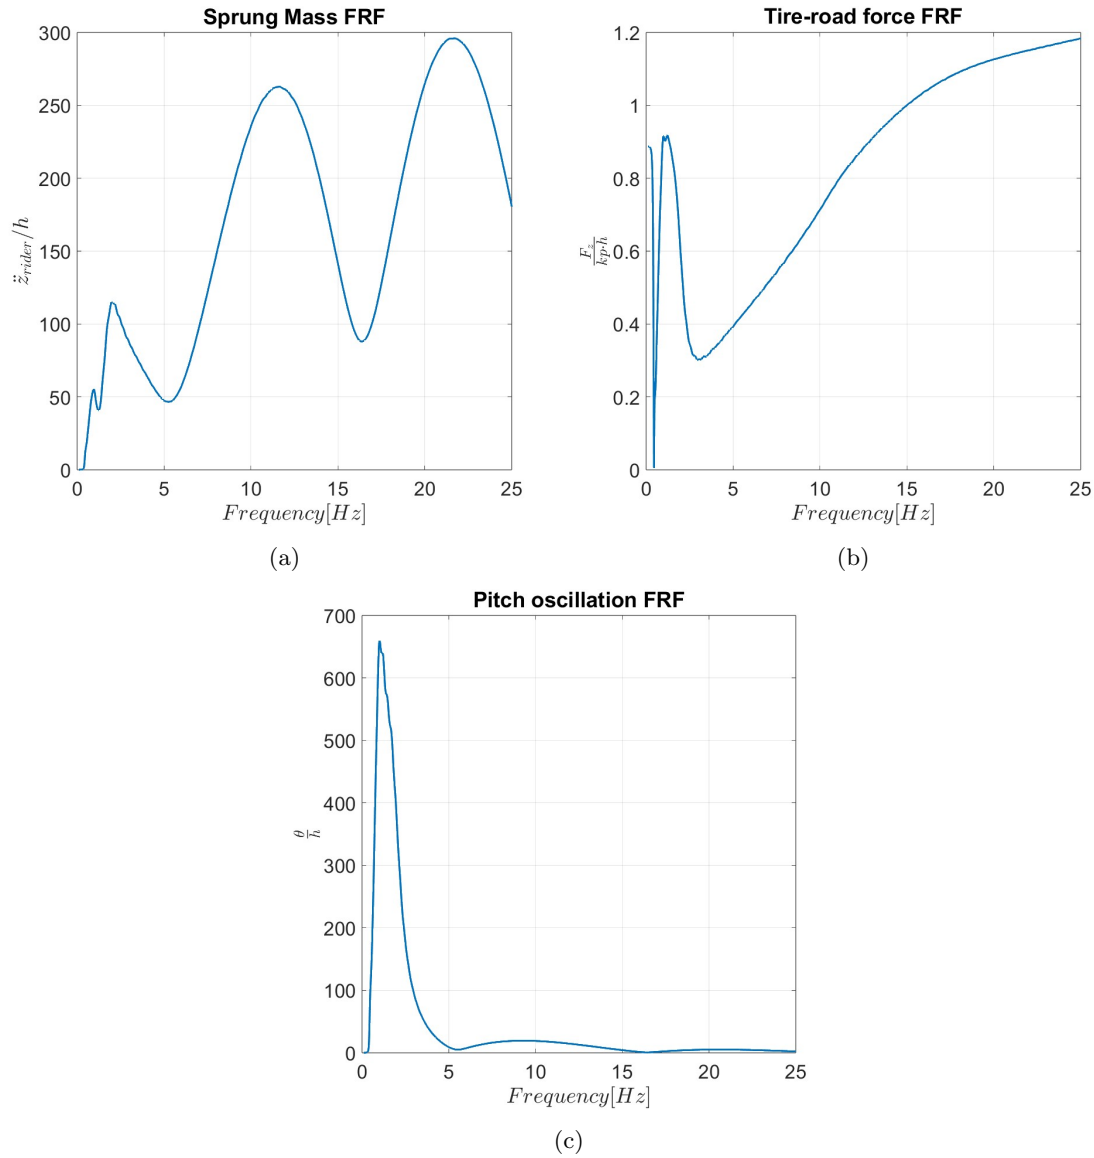 Sprung Mass FRF
300
250
200
150
100
50
0
z̈_rider/h
0 5 10 15 20 25
Frequency[Hz]
(a)
Tire-road force FRF
1.2
1
0.8
0.6
0.4
0.2
0
F_z/kp·h
0 5 10 15 20 25
Frequency[Hz]
(b)
Pitch oscillation FRF
700
600
500
400
300
200
100
0
θ/h
0 5 10 15 20 25
Frequency[Hz]
(c)